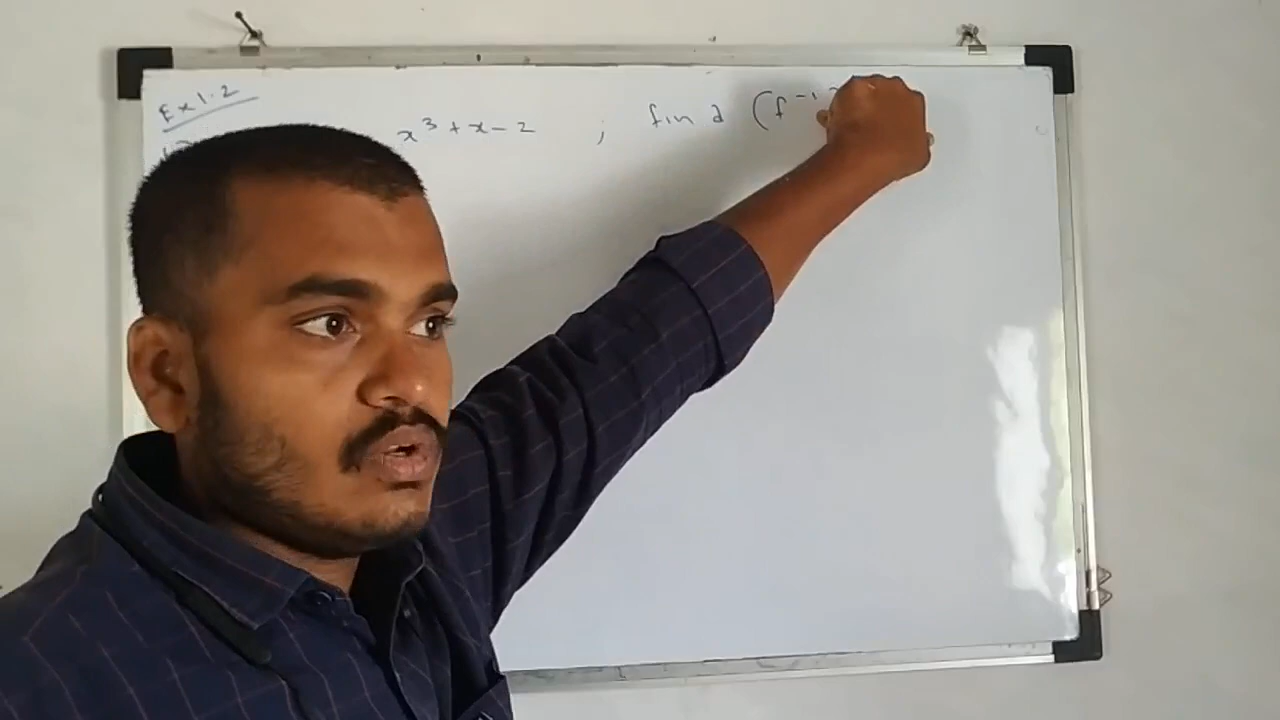 Ex 1.2
x³ + x - 2 ; find (f⁻¹